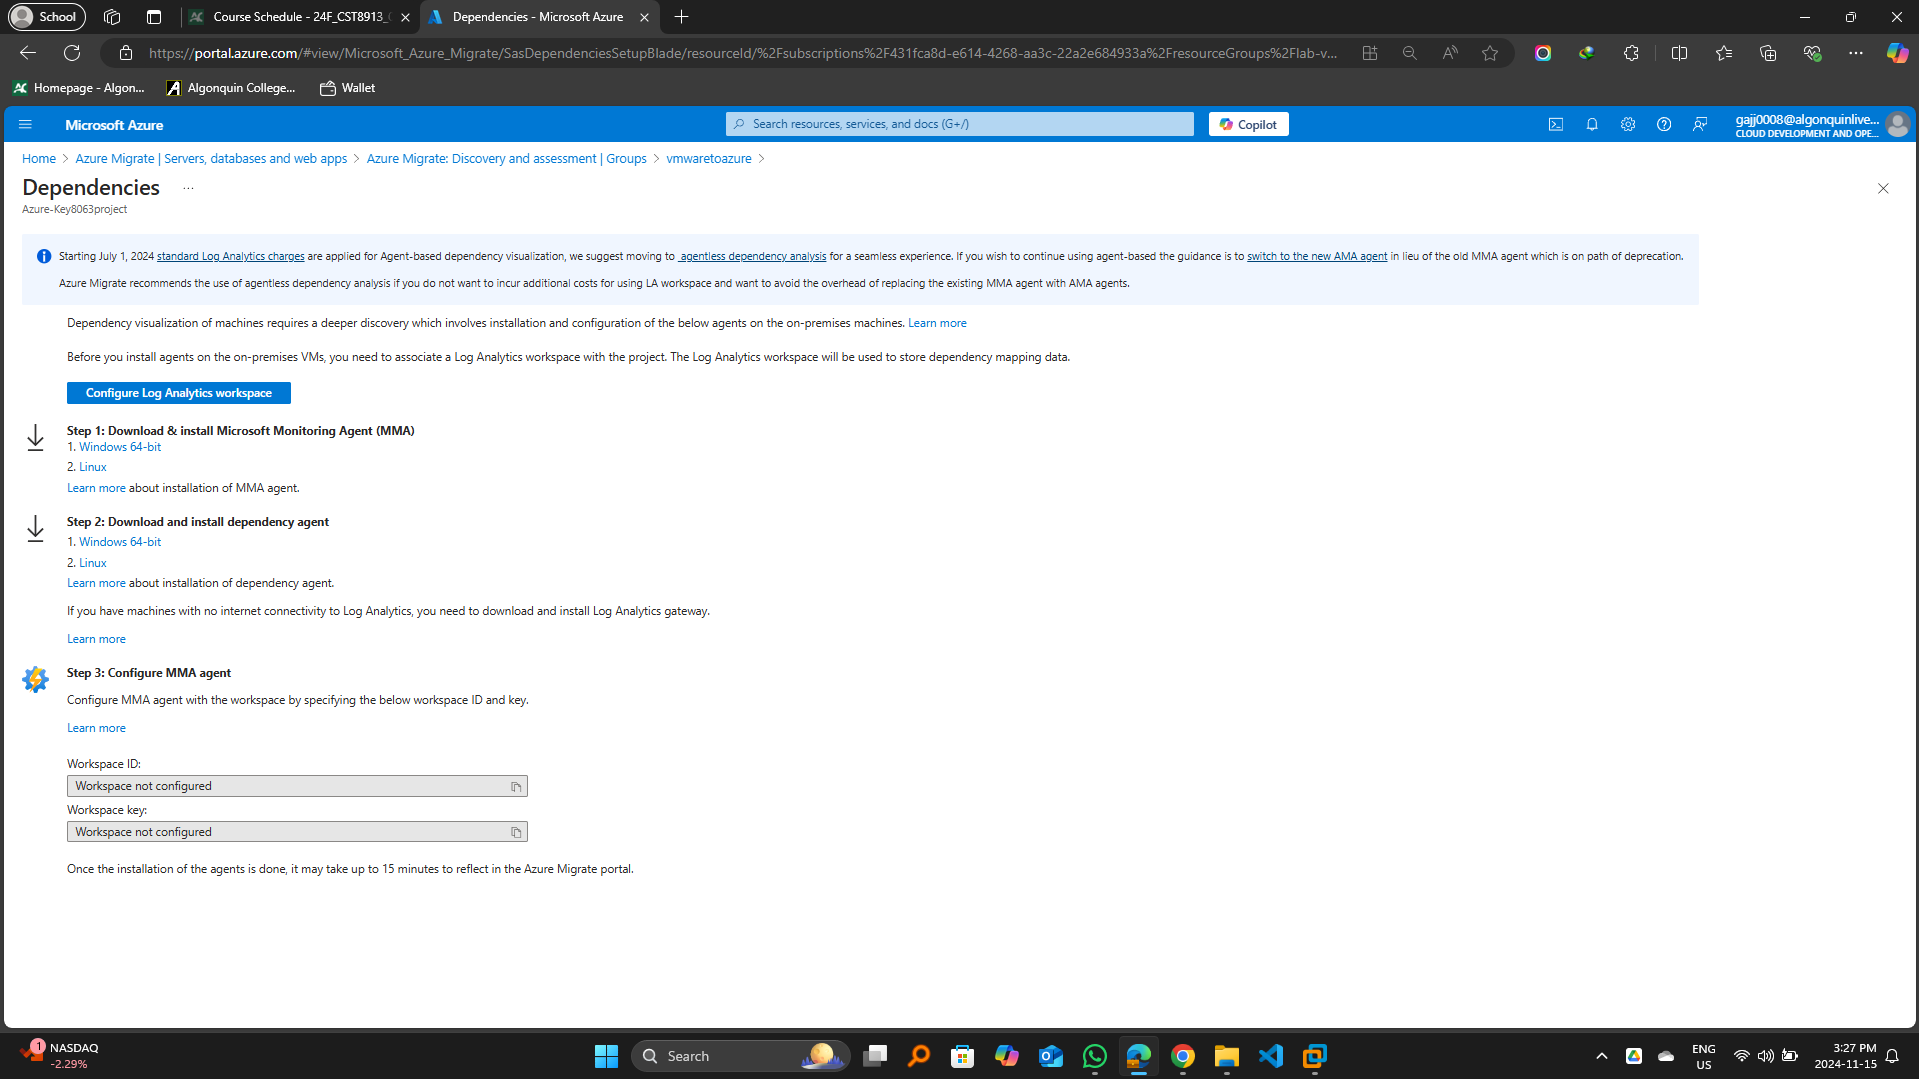 School
Course Schedule - 24F_CST8913_
Dependencies - Microsoft Azure
https://portal.azure.com/#view/Microsoft_Azure_Migrate/SasDependenciesSetupBlade/resourceId/%2Fsubscriptions%2F431fca8d-e614-4268-aa3c-22a2e684933a%2FresourceGroups%2Flab-v...
Homepage - Algon...
Algonquin College...
Wallet
Microsoft Azure
Search resources, services, and docs (G+/)
Copilot
gajj0008@algonquinlive...
CLOUD DEVELOPMENT AND OPE...
Home > Azure Migrate | Servers, databases and web apps > Azure Migrate: Discovery and assessment | Groups > vmwaretoazure >
Dependencies ...
Azure-Key8063project
Starting July 1, 2024 standard Log Analytics charges are applied for Agent-based dependency visualization, we suggest moving to agentless dependency analysis for a seamless experience. If you wish to continue using agent-based the guidance is to switch to the new AMA agent in lieu of the old MMA agent which is on path of deprecation.
Azure Migrate recommends the use of agentless dependency analysis if you do not want to incur additional costs for using LA workspace and want to avoid the overhead of replacing the existing MMA agent with AMA agents.
Dependency visualization of machines requires a deeper discovery which involves installation and configuration of the below agents on the on-premises machines. Learn more
Before you install agents on the on-premises VMs, you need to associate a Log Analytics workspace with the project. The Log Analytics workspace will be used to store dependency mapping data.
Configure Log Analytics workspace
Step 1: Download & install Microsoft Monitoring Agent (MMA)
1. Windows 64-bit
2. Linux
Learn more about installation of MMA agent.
Step 2: Download and install dependency agent
1. Windows 64-bit
2. Linux
Learn more about installation of dependency agent.
If you have machines with no internet connectivity to Log Analytics, you need to download and install Log Analytics gateway.
Learn more
Step 3: Configure MMA agent
Configure MMA agent with the workspace by specifying the below workspace ID and key.
Learn more
Workspace ID:
Workspace not configured
Workspace key:
Workspace not configured
Once the installation of the agents is done, it may take up to 15 minutes to reflect in the Azure Migrate portal.
1
NASDAQ
-2.29%
Search
ENG
US
3:27 PM
2024-11-15